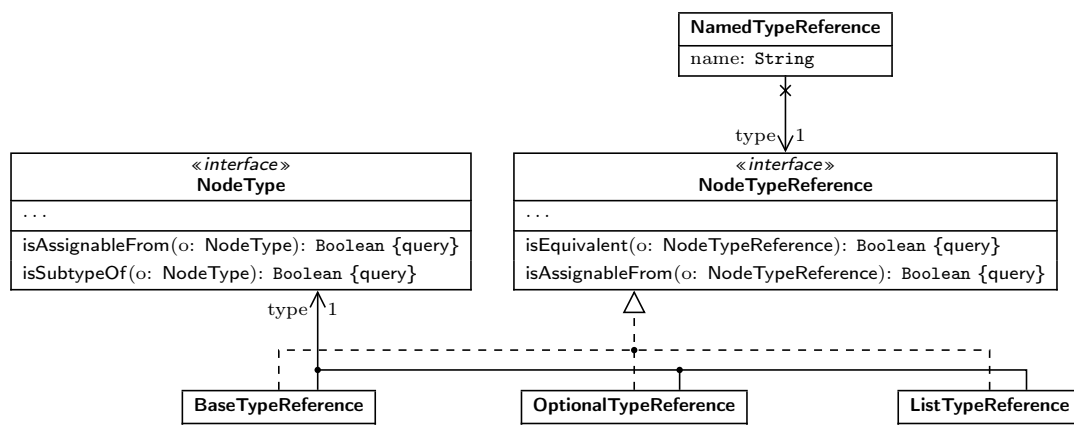 NamedTypeReference
name: String
type 1
«interface»
NodeType
. . .
isAssignableFrom(o: NodeType): Boolean {query}
isSubtypeOf(o: NodeType): Boolean {query}
«interface»
NodeTypeReference
. . .
isEquivalent(o: NodeTypeReference): Boolean {query}
isAssignableFrom(o: NodeTypeReference): Boolean {query}
type 1
BaseTypeReference
OptionalTypeReference
ListTypeReference